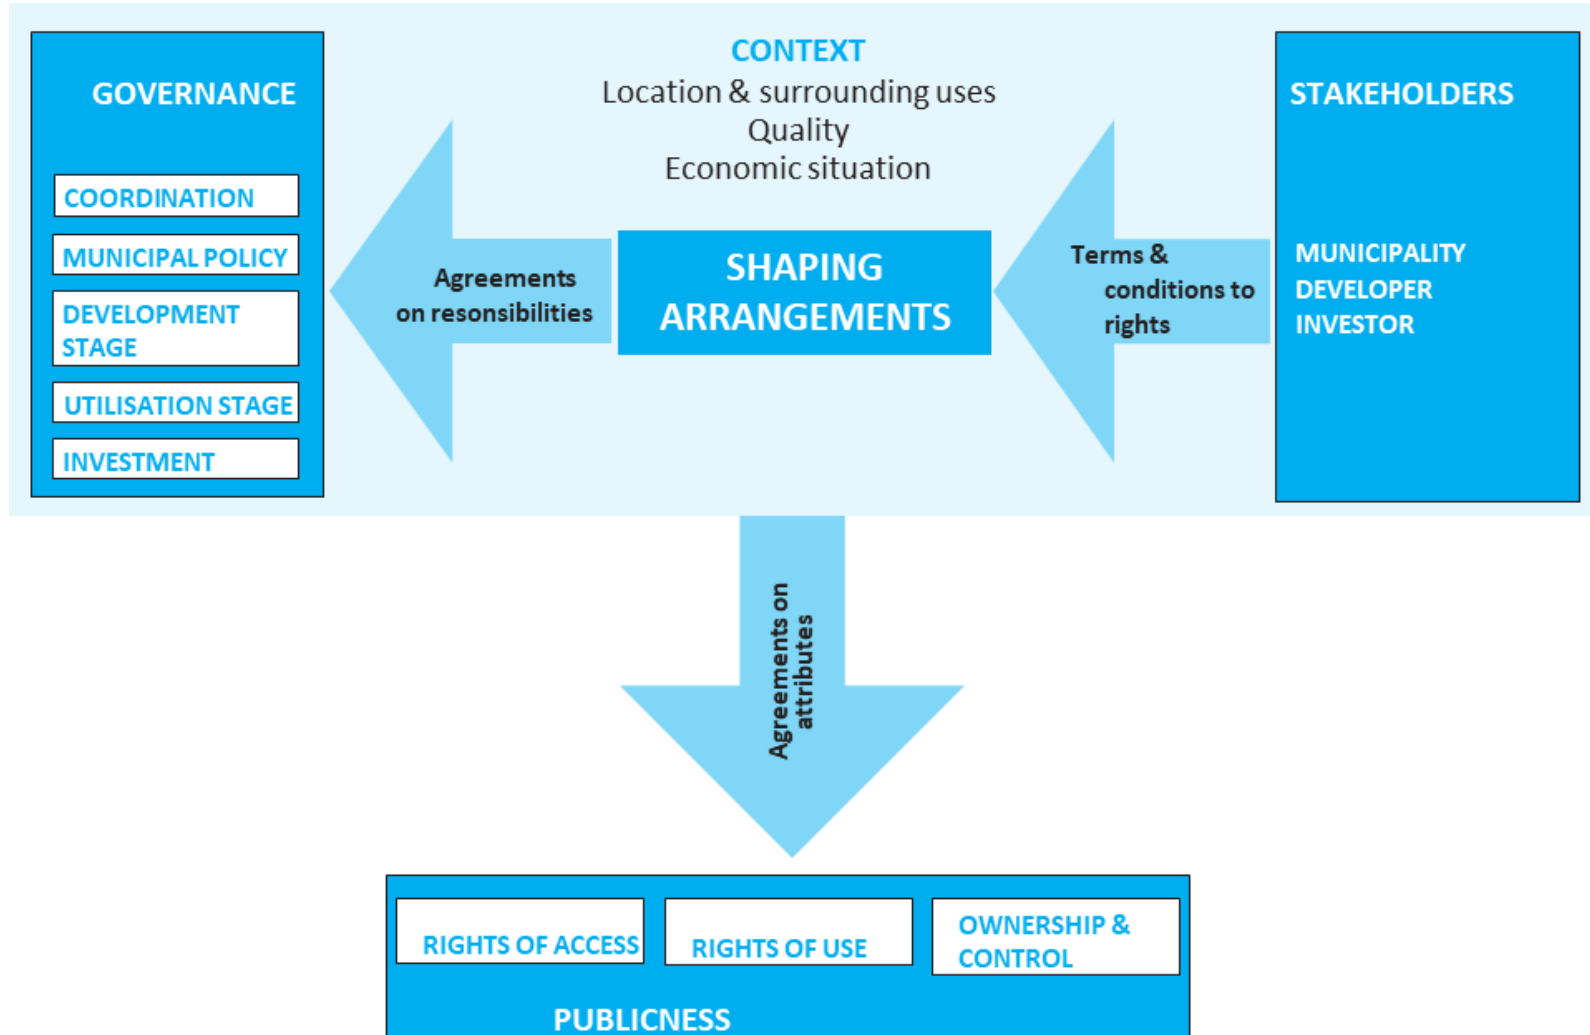 GOVERNANCE
COORDINATION
MUNICIPAL POLICY
DEVELOPMENT
STAGE
UTILISATION STAGE
INVESTMENT
CONTEXT
Location & surrounding uses
Quality
Economic situation
Agreements
on resonsibilities
SHAPING
ARRANGEMENTS
Terms &
conditions to
rights
STAKEHOLDERS
MUNICIPALITY
DEVELOPER
INVESTOR
Agreements on
attributes
RIGHTS OF ACCESS
RIGHTS OF USE
OWNERSHIP &
CONTROL
PUBLICNESS